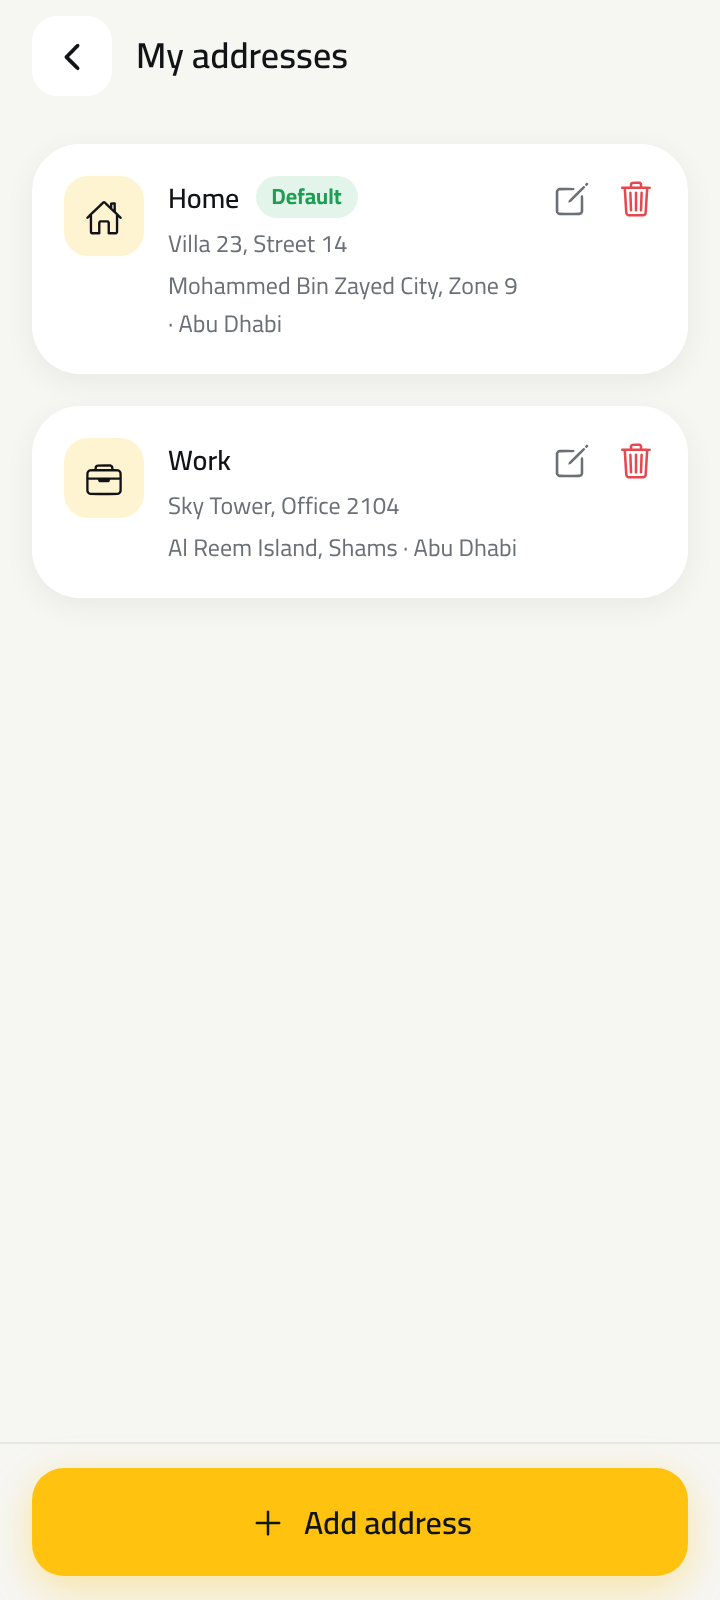 My addresses
Home Default
Villa 23, Street 14
Mohammed Bin Zayed City, Zone 9
· Abu Dhabi
Work
Sky Tower, Office 2104
Al Reem Island, Shams · Abu Dhabi
Add address